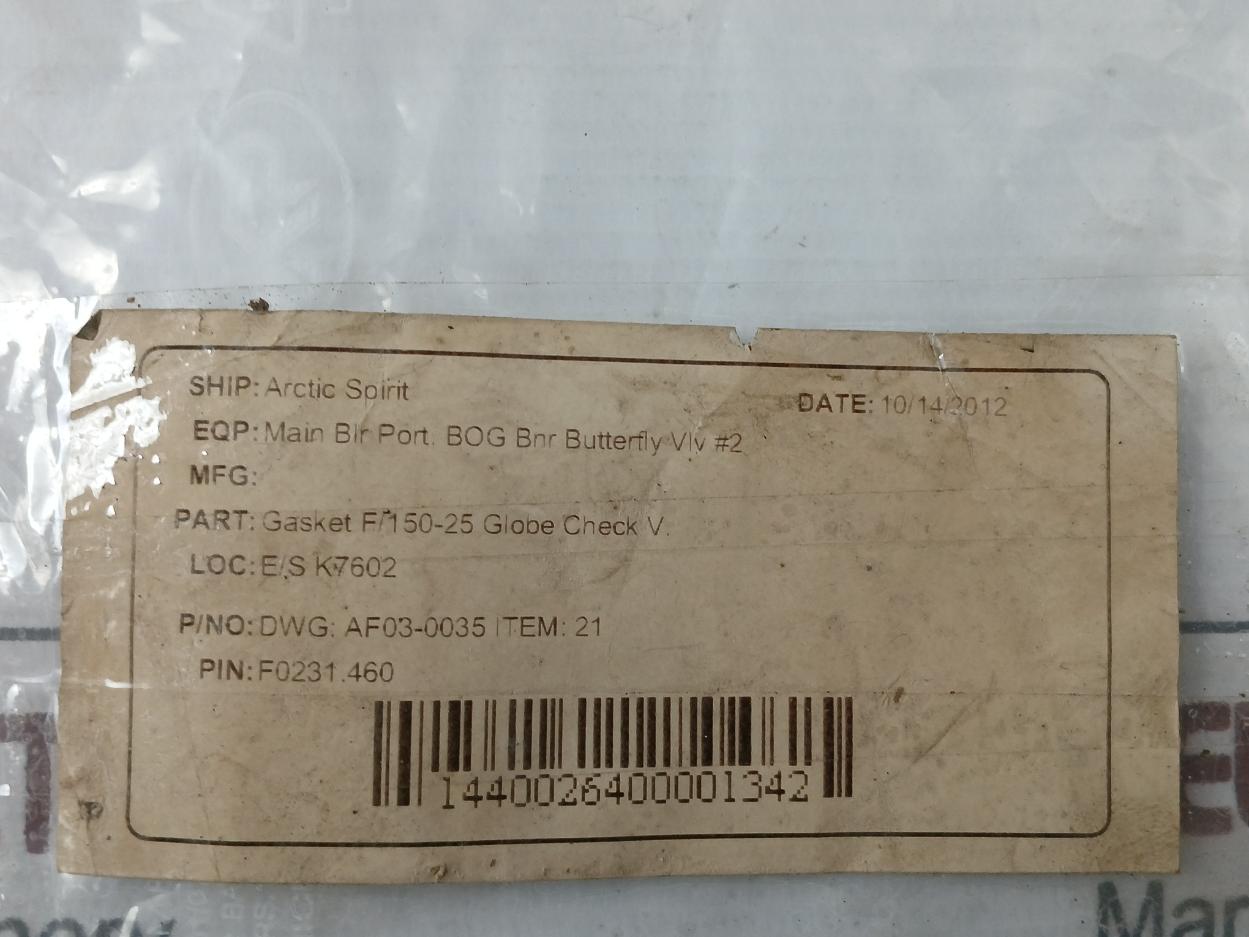 SHIP: Arctic Spirit
DATE: 10/14/2012
EQP: Main Blr Port. BOG Bnr Butterfly Vlv #2
MFG:
PART: Gasket F/150-25 Globe Check V.
LOC: E/S K7602
P/NO: DWG: AF03-0035 ITEM: 21
PIN: F0231.460
1440026400001342
Man